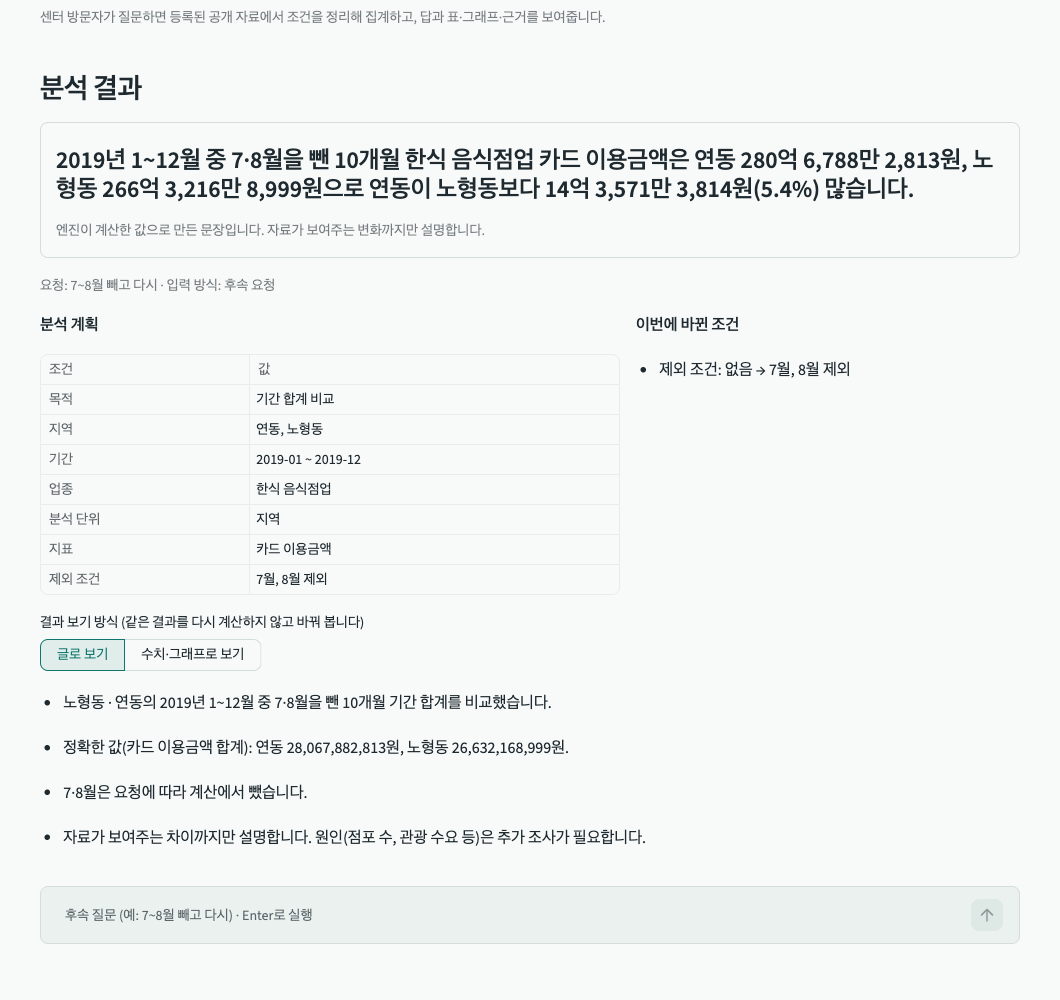 센터 방문자가 질문하면 등록된 공개 자료에서 조건을 정리해 집계하고, 답과 표·그래프·근거를 보여줍니다.
분석 결과
2019년 1~12월 중 7·8월을 뺀 10개월 한식 음식점업 카드 이용금액은 연동 280억 6,788만 2,813원, 노
형동 266억 3,216만 8,999원으로 연동이 노형동보다 14억 3,571만 3,814원(5.4%) 많습니다.
엔진이 계산한 값으로 만든 문장입니다. 자료가 보여주는 변화까지만 설명합니다.
요청: 7~8월 빼고 다시 · 입력 방식: 후속 요청
분석 계획
조건 값
목적 기간 합계 비교
지역 연동, 노형동
기간 2019-01 ~ 2019-12
업종 한식 음식점업
분석 단위 지역
지표 카드 이용금액
제외 조건 7월, 8월 제외
이번에 바뀐 조건
• 제외 조건: 없음 → 7월, 8월 제외
결과 보기 방식 (같은 결과를 다시 계산하지 않고 바꿔 봅니다)
글로 보기 수치·그래프로 보기
• 노형동 · 연동의 2019년 1~12월 중 7·8월을 뺀 10개월 기간 합계를 비교했습니다.
• 정확한 값(카드 이용금액 합계): 연동 28,067,882,813원, 노형동 26,632,168,999원.
• 7·8월은 요청에 따라 계산에서 뺐습니다.
• 자료가 보여주는 차이까지만 설명합니다. 원인(점포 수, 관광 수요 등)은 추가 조사가 필요합니다.
후속 질문 (예: 7~8월 빼고 다시) · Enter로 실행